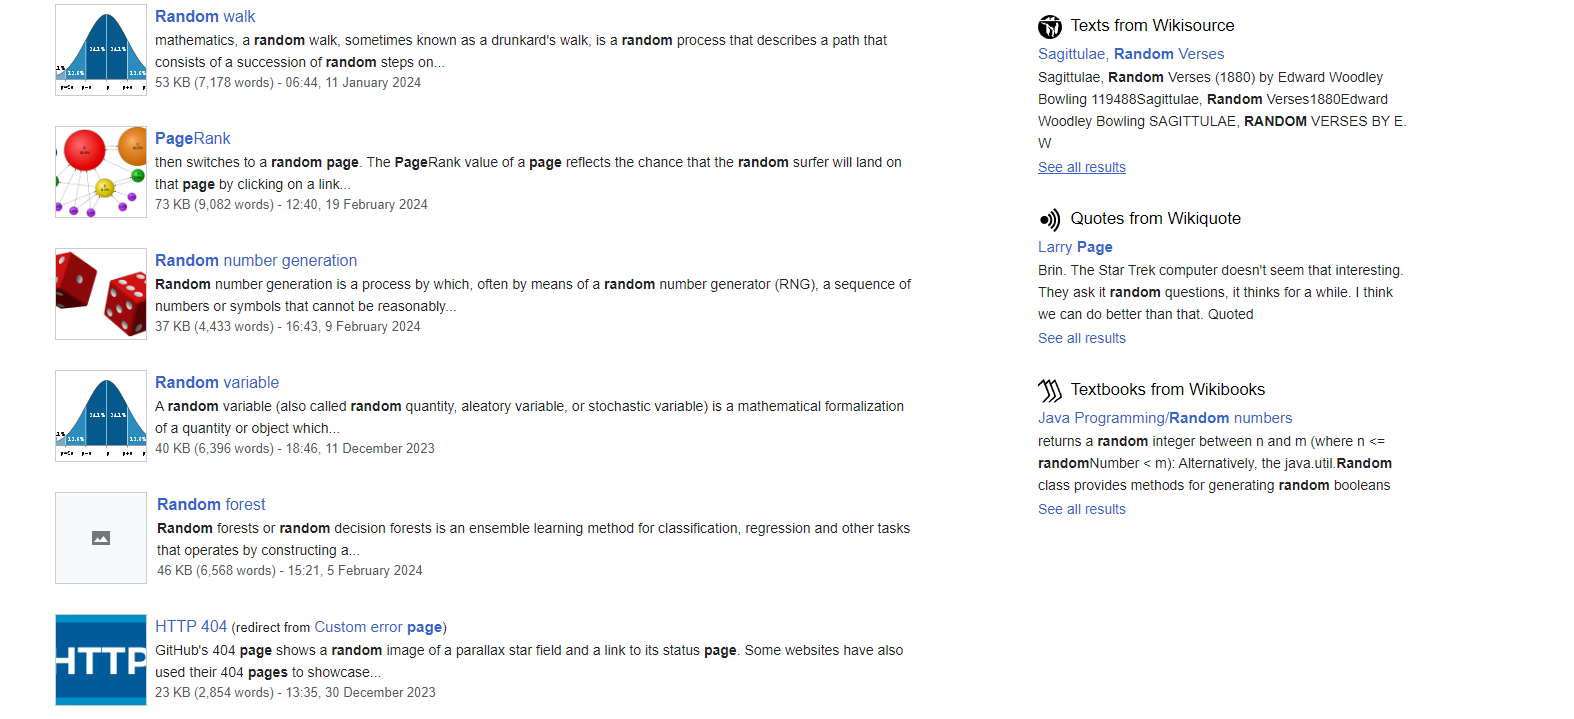 Random walk
mathematics, a random walk, sometimes known as a drunkard's walk, is a random process that describes a path that
consists of a succession of random steps on...
53 KB (7,178 words) - 06:44, 11 January 2024
PageRank
then switches to a random page. The PageRank value of a page reflects the chance that the random surfer will land on
that page by clicking on a link...
73 KB (9,082 words) - 12:40, 19 February 2024
Random number generation
Random number generation is a process by which, often by means of a random number generator (RNG), a sequence of
numbers or symbols that cannot be reasonably...
37 KB (4,433 words) - 16:43, 9 February 2024
Random variable
A random variable (also called random quantity, aleatory variable, or stochastic variable) is a mathematical formalization
of a quantity or object which...
40 KB (6,396 words) - 18:46, 11 December 2023
Random forest
Random forests or random decision forests is an ensemble learning method for classification, regression and other tasks
that operates by constructing a...
46 KB (6,568 words) - 15:21, 5 February 2024
HTTP
HTTP 404 (redirect from Custom error page)
GitHub's 404 page shows a random image of a parallax star field and a link to its status page. Some websites have also
used their 404 pages to showcase...
23 KB (2,854 words) - 13:35, 30 December 2023
Texts from Wikisource
Sagittulae, Random Verses
Sagittulae, Random Verses (1880) by Edward Woodley
Bowling 119488Sagittulae, Random Verses1880Edward
Woodley Bowling SAGITTULAE, RANDOM VERSES BY E.
W
See all results
Quotes from Wikiquote
Larry Page
Brin. The Star Trek computer doesn't seem that interesting.
They ask it random questions, it thinks for a while. I think
we can do better than that. Quoted
See all results
Textbooks from Wikibooks
Java Programming/Random numbers
returns a random integer between n and m (where n <=
randomNumber < m): Alternatively, the java.util.Random
class provides methods for generating random booleans
See all results